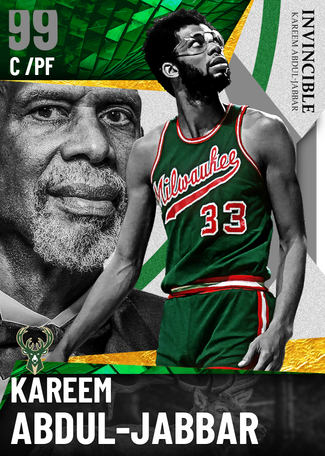 99
C /PF
INVINCIBLE
KAREEM ABDUL-JABBAR
Milwaukee
33
KAREEM
ABDUL-JABBAR